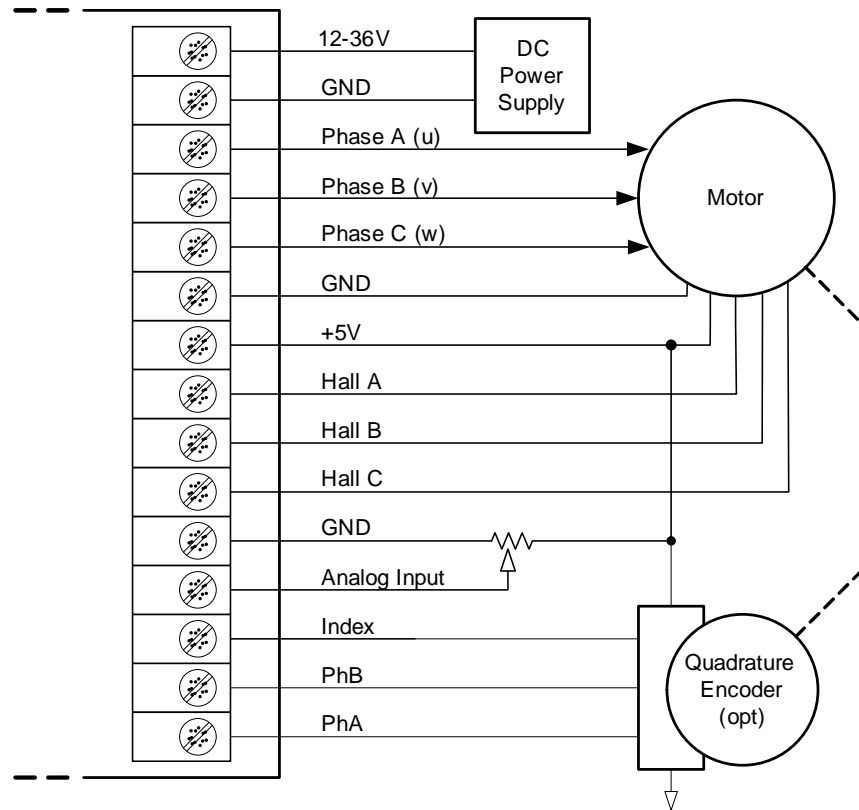 12-36V
GND
DC
Power
Supply
Phase A (u)
Phase B (v)
Phase C (w)
Motor
GND
+5V
Hall A
Hall B
Hall C
GND
Analog Input
Index
PhB
PhA
Quadrature
Encoder
(opt)